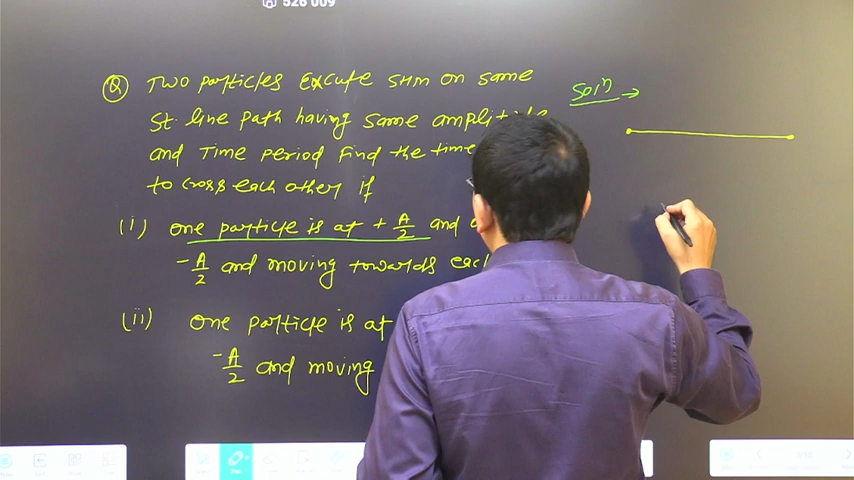 526 009
Q Two particles Excute SHM on same
St. line path having same amplitude
and Time period Find the time
to cross each other if
(i) one particle is at + A/2 and
- A/2 and moving towards each
(ii) one particle is at
- A/2 and moving
Soln →